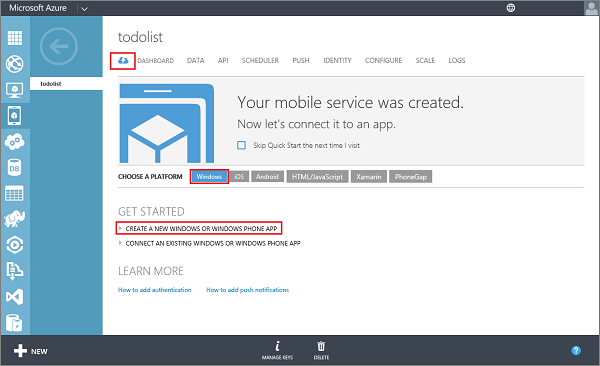 Microsoft Azure
todolist
DASHBOARD DATA API SCHEDULER PUSH IDENTITY CONFIGURE SCALE LOGS
todolist
Your mobile service was created.
Now let's connect it to an app.
Skip Quick Start the next time I visit
CHOOSE A PLATFORM Windows iOS Android HTML/JavaScript Xamarin PhoneGap
DB
GET STARTED
CREATE A NEW WINDOWS OR WINDOWS PHONE APP
CONNECT AN EXISTING WINDOWS OR WINDOWS PHONE APP
LEARN MORE
How to add authentication How to add push notifications
NEW
MANAGE KEYS DELETE
?